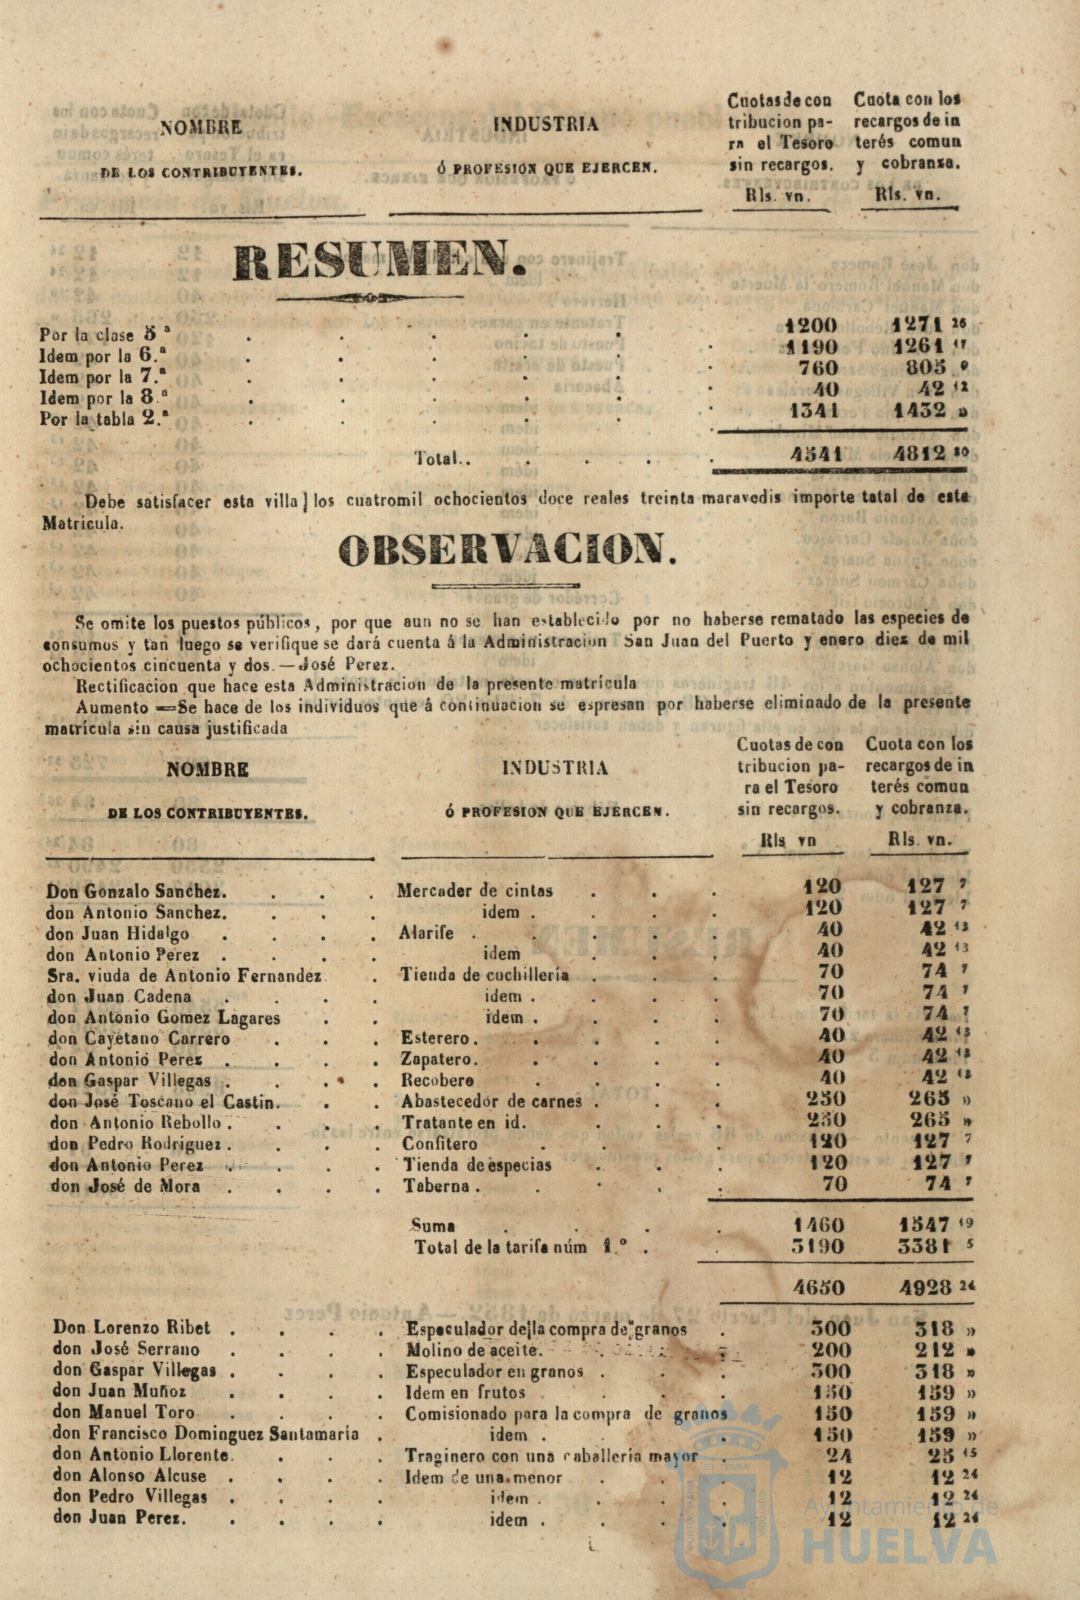 NOMBRE
DE LOS CONTRIBUYENTES.
INDUSTRIA
Ó PROFESION QUE EJERCEN.
Cuotas de con
tribucion pa-
ra el Tesoro
sin recargos.
Rls. vn.
Cuota con los
recargos de in
terés comun
y cobranza.
Rls. vn.
RESUMEN.
Por la clase 5.ª 1200 1271 26
Idem por la 6.ª 1190 1261 17
Idem por la 7.ª 760 805 9
Idem por la 8.ª 40 42 12
Por la tabla 2.ª 1341 1432 »
Total.. 4541 4812 30
Debe satisfacer esta villa los cuatromil ochocientos doce reales treinta maravedis importe tatal de esta
Matricula.
OBSERVACION.
Se omite los puestos públicos, por que aun no se han establecido por no haberse rematado las especies de
consumos y tan luego se verifique se dará cuenta á la Administracion San Juan del Puerto y enero diez de mil
ochocientos cincuenta y dos.—José Perez.
Rectificacion que hace esta Administracion de la presente matrícula
Aumento =Se hace de los individuos que á continuacion se espresan por haberse eliminado de la presente
matrícula sin causa justificada
NOMBRE
DE LOS CONTRIBUYENTES.
INDUSTRIA
Ó PROFESION QUE EJERCEN.
Cuotas de con
tribucion pa-
ra el Tesoro
sin recargos.
Rls vn
Cuota con los
recargos de in
terés comun
y cobranza.
Rls. vn.
Don Gonzalo Sanchez. Mercader de cintas 120 127 7
don Antonio Sanchez. idem 120 127 7
don Juan Hidalgo Alarife 40 42 13
don Antonio Perez idem 40 42 13
Sra. viuda de Antonio Fernandez Tienda de cuchillería 70 74 7
don Juan Cadena idem 70 74 7
don Antonio Gomez Lagares idem 70 74 7
don Cayetano Carrero Esterero. 40 42 13
don Antonio Perez Zapatero. 40 42 13
don Gaspar Villegas Recobero 40 42 13
don José Toscano el Castin. Abastecedor de carnes 250 265 »
don Antonio Rebollo Tratante en id. 250 265 »
don Pedro Rodriguez Confitero 120 127 7
don Antonio Perez Tienda de especias 120 127 7
don José de Mora Taberna 70 74 7
Suma 1460 1547 19
Total de la tarifa núm 1.º 3190 3381 5
4650 4928 24
Don Lorenzo Ribet Especulador de la compra de granos 300 318 »
don José Serrano Molino de aceite. 200 212 »
don Gaspar Villegas Especulador en granos 300 318 »
don Juan Muñoz Idem en frutos 150 159 »
don Manuel Toro Comisionado para la compra de granos 150 159 »
don Francisco Dominguez Santamaría idem 150 159 »
don Antonio Llorente. Traginero con una caballería mayor 24 25 15
don Alonso Alcuse Idem de una menor 12 12 24
don Pedro Villegas idem 12 12 24
don Juan Perez. idem 12 12 24
Ayuntamiento de
HUELVA